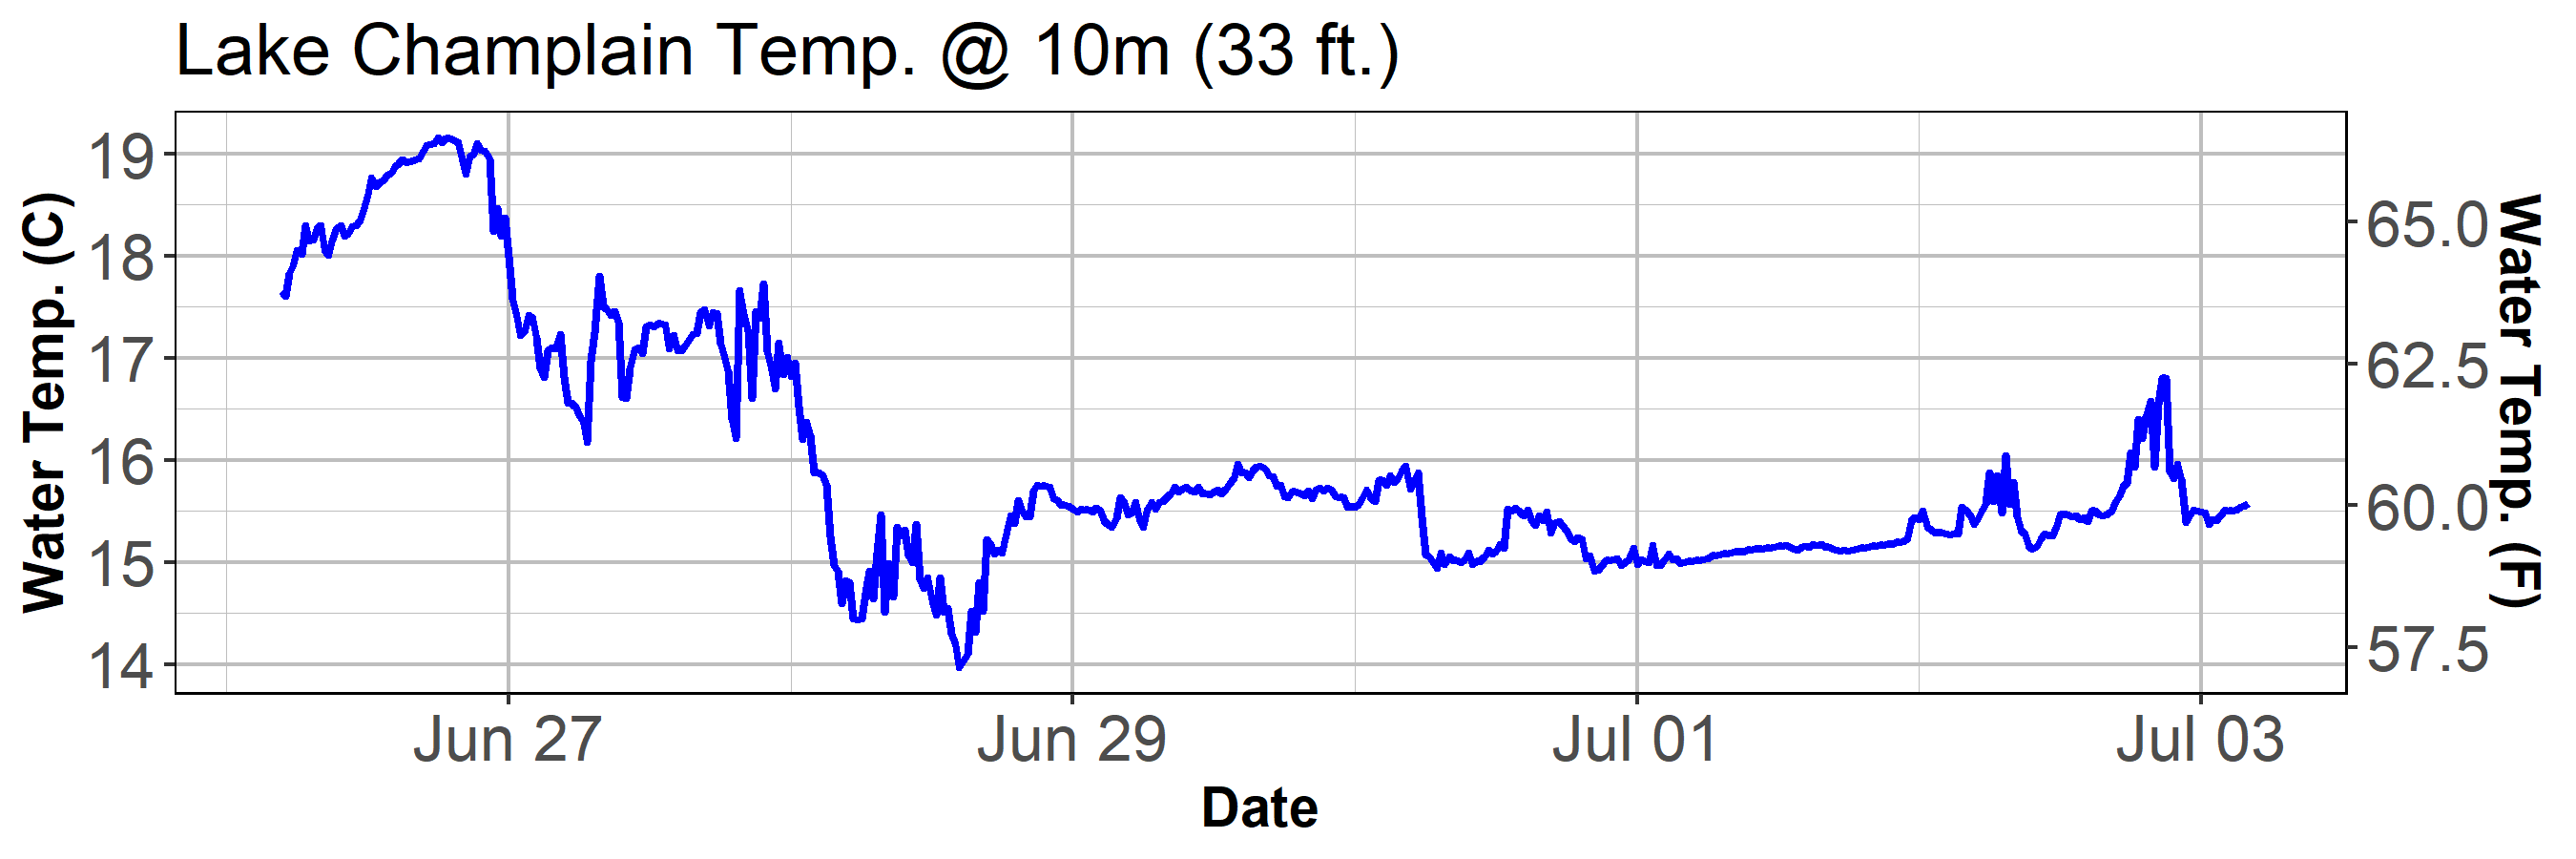 Lake Champlain Temp. @ 10m (33 ft.)
Water Temp. (C)
19
18
17
16
15
14
65.0
62.5
60.0
57.5
Water Temp. (F)
Jun 27 Jun 29 Jul 01 Jul 03
Date